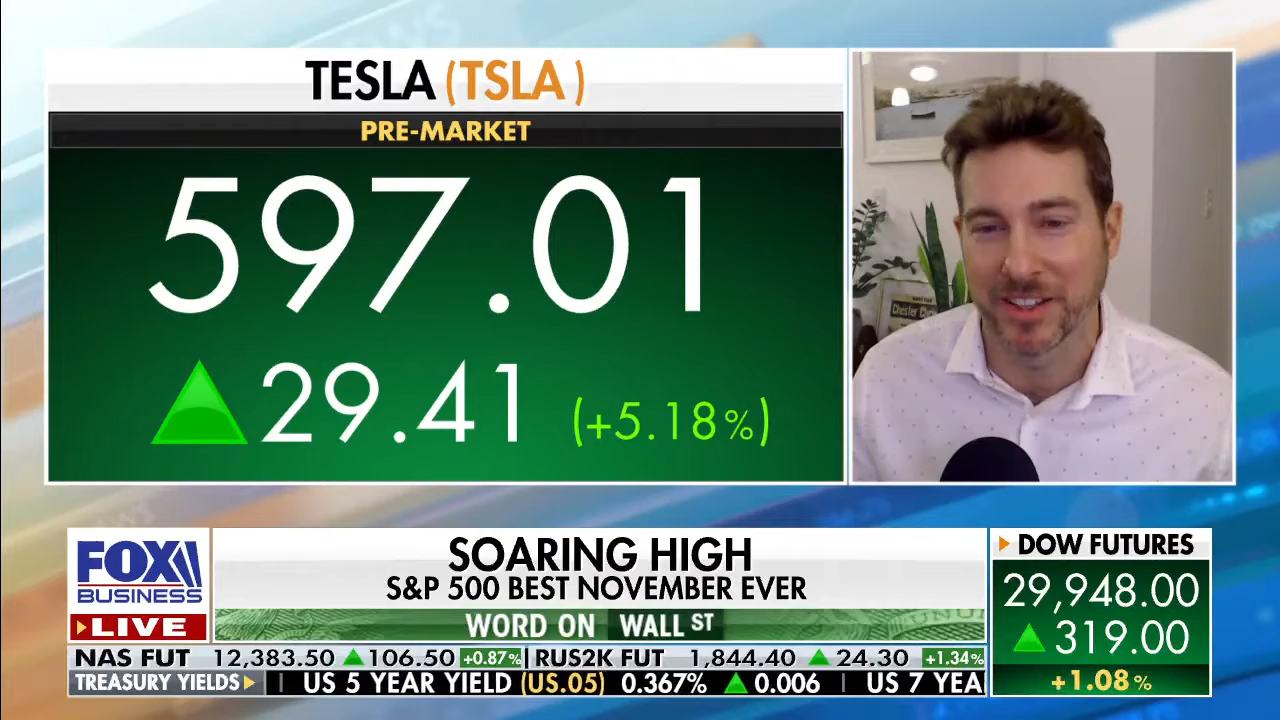 TESLA (TSLA )
PRE-MARKET
597.01
29.41 (+5.18%)
Chester
FOX
BUSINESS
LIVE
SOARING HIGH
S&P 500 BEST NOVEMBER EVER
WORD ON WALL ST
DOW FUTURES
29,948.00
319.00
+1.08%
NAS FUT 12,383.50 106.50 +0.87% RUS2K FUT 1,844.40 24.30 +1.34%
TREASURY YIELDS US 5 YEAR YIELD (US.05) 0.367% 0.006 US 7 YEA